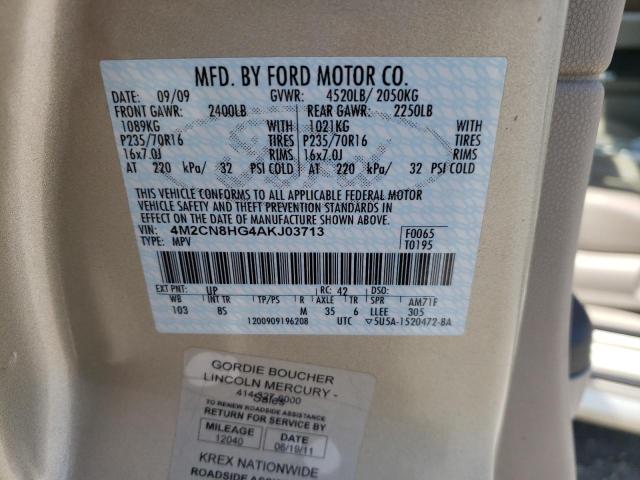 MFD. BY FORD MOTOR CO.
DATE: 09/09 GVWR: 4520LB/ 2050KG
FRONT GAWR: 2400LB REAR GAWR: 2250LB
1089KG WITH 1021KG WITH
P235/70R16 TIRES P235/70R16 TIRES
16x7.0J RIMS 16x7.0J RIMS
AT 220 kPa/ 32 PSI COLD AT 220 kPa/ 32 PSI COLD
THIS VEHICLE CONFORMS TO ALL APPLICABLE FEDERAL MOTOR
VEHICLE SAFETY AND THEFT PREVENTION STANDARDS IN
EFFECT ON THE DATE OF MANUFACTURE SHOWN ABOVE.
VIN: 4M2CN8HG4AKJ03713 F0065
TYPE: MPV T0195
EXT PNT: UP RC: 42 AM71F
WB INT TR TP/PS R AXLE TR SPR
103 BS M 35 6 LLEE 305
1200909196208 UTC ▽5U5A-1520472-BA
GORDIE BOUCHER
LINCOLN MERCURY -
Sales
TO RENEW ROADSIDE ASSISTANCE
RETURN FOR SERVICE BY
MILEAGE DATE
12040 06/19/11
KREX NATIONWIDE
ROADSIDE ASSISTANCE